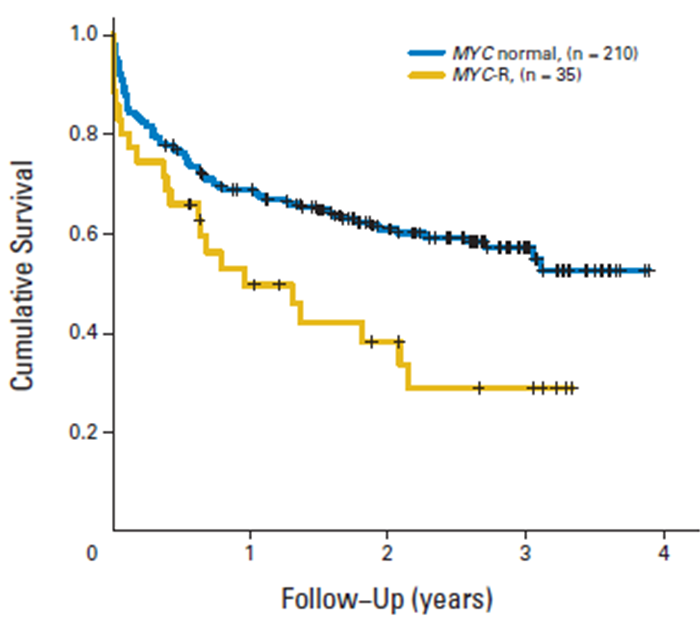 1.0
0.8
0.6
0.4
0.2
0
1
2
3
4
Cumulative Survival
Follow–Up (years)
MYC normal, (n = 210)
MYC-R, (n = 35)